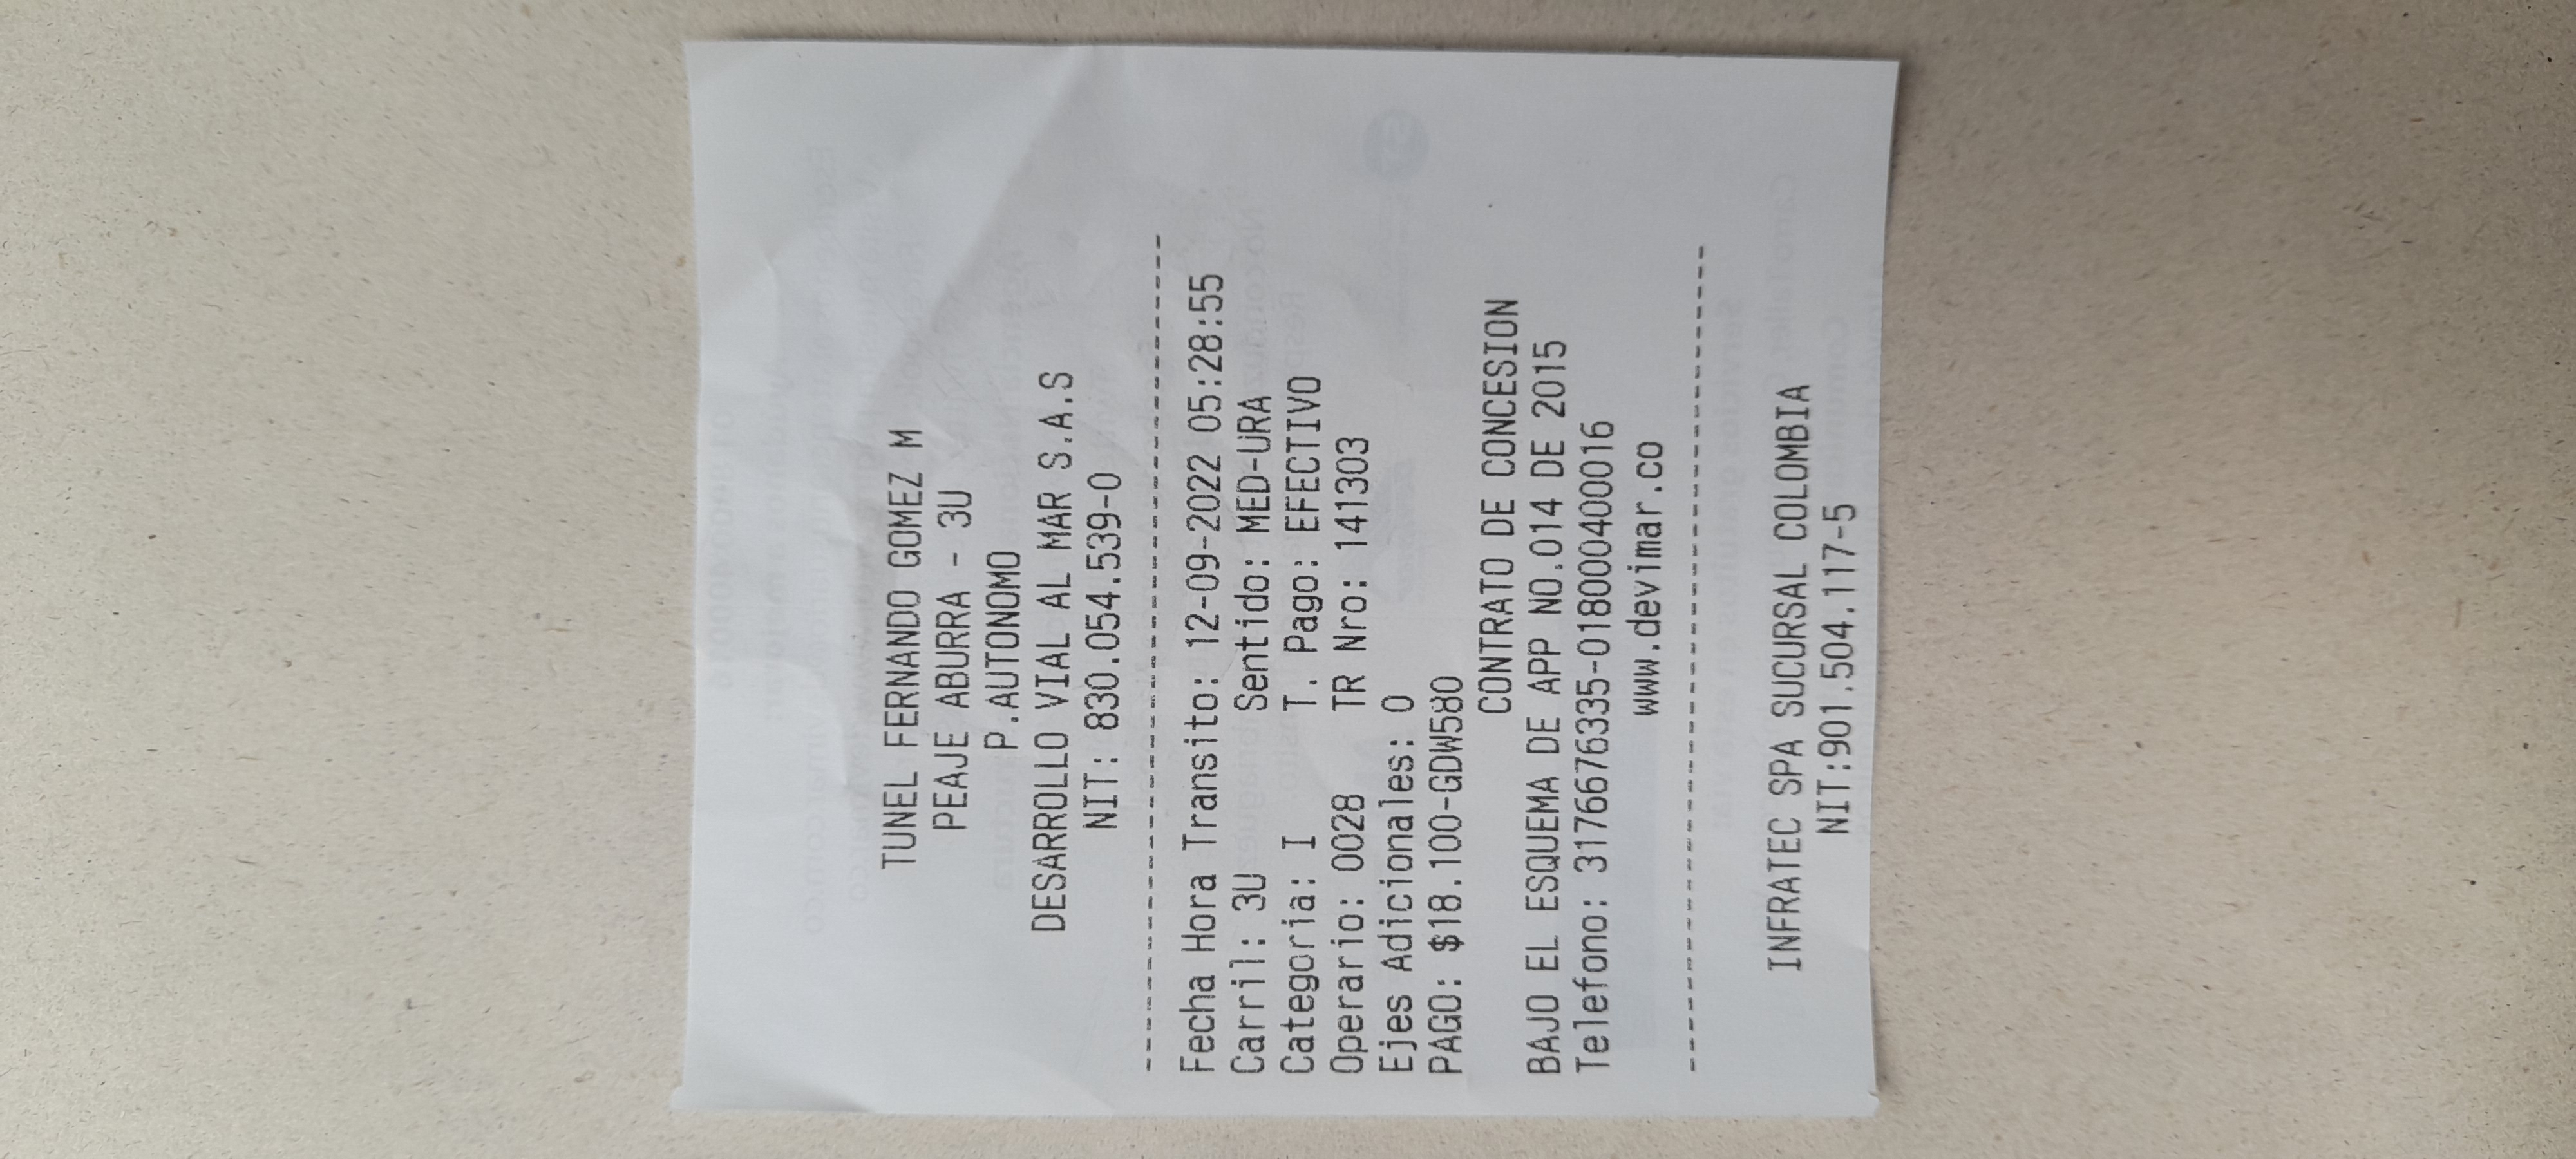 TUNEL FERNANDO GOMEZ M
PEAJE ABURRA - 3U
P.AUTONOMO
DESARROLLO VIAL AL MAR S.A.S
NIT: 830.054.539-0
----------------------------------------
Fecha Hora Transito: 12-09-2022 05:28:55
Carril: 3U Sentido: MED-URA
Categoria: I T. Pago: EFECTIVO
Operario: 0028 TR Nro: 141303
Ejes Adicionales: 0
PAGO: $18.100-GDW580
CONTRATO DE CONCESION
BAJO EL ESQUEMA DE APP NO.014 DE 2015
Telefono: 3176676335-018000400016
www.devimar.co
----------------------------------------
INFRATEC SPA SUCURSAL COLOMBIA
NIT:901.504.117-5